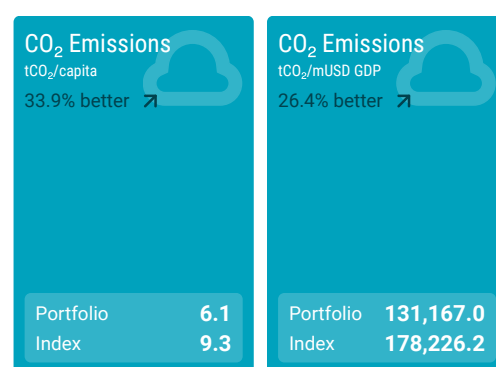 CO₂ Emissions
tCO₂/capita
33.9% better
Portfolio 6.1
Index 9.3
CO₂ Emissions
tCO₂/mUSD GDP
26.4% better
Portfolio 131,167.0
Index 178,226.2